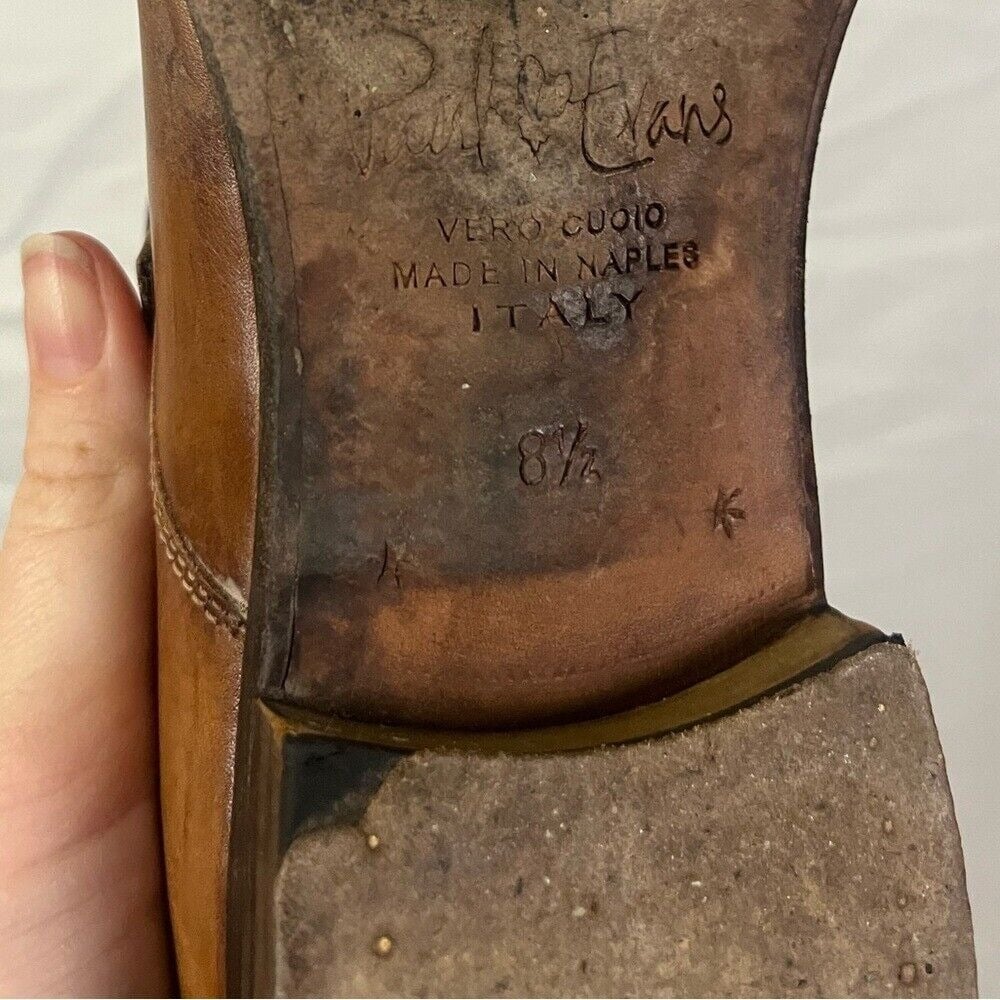 Paul Evans
VERO CUOIO
MADE IN NAPLES
ITALY
8½